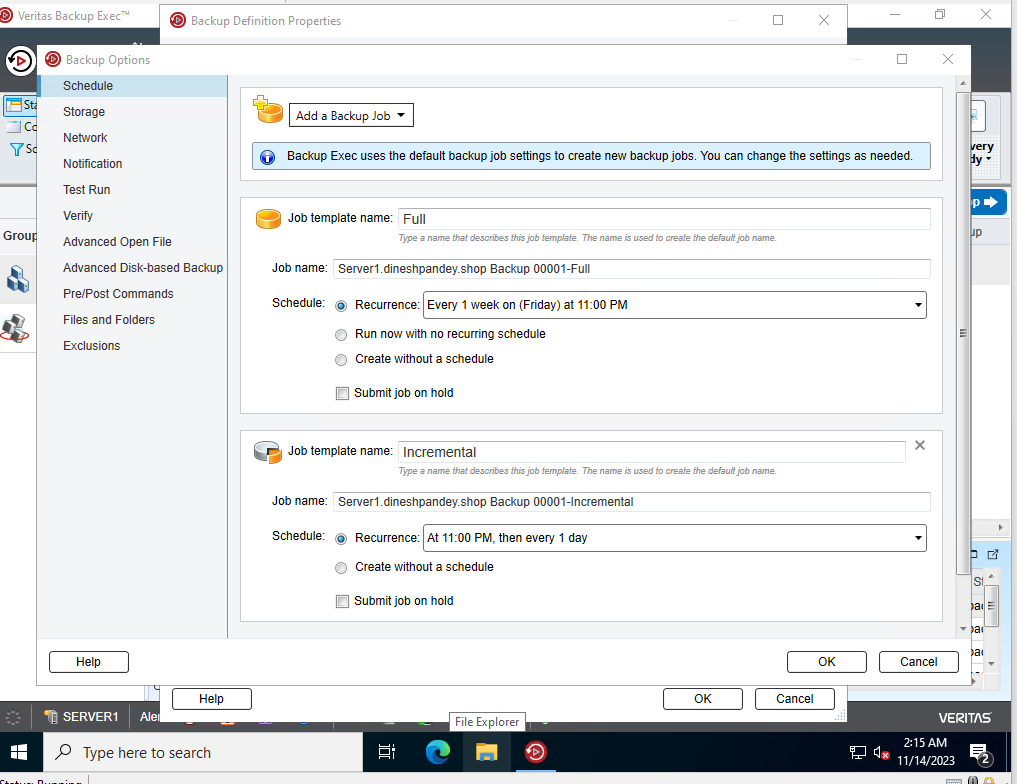 Veritas Backup Exec™
Backup Definition Properties
Backup Options
Schedule
Storage
Network
Notification
Test Run
Verify
Advanced Open File
Advanced Disk-based Backup
Pre/Post Commands
Files and Folders
Exclusions
Group
Add a Backup Job
Backup Exec uses the default backup job settings to create new backup jobs. You can change the settings as needed.
Job template name: Full
Type a name that describes this job template. The name is used to create the default job name.
Job name: Server1.dineshpandey.shop Backup 00001-Full
Schedule: Recurrence: Every 1 week on (Friday) at 11:00 PM
Run now with no recurring schedule
Create without a schedule
Submit job on hold
Job template name: Incremental
Type a name that describes this job template. The name is used to create the default job name.
Job name: Server1.dineshpandey.shop Backup 00001-Incremental
Schedule: Recurrence: At 11:00 PM, then every 1 day
Create without a schedule
Submit job on hold
Help OK Cancel
Help OK Cancel
SERVER1 Aler
VERITAS
File Explorer
Type here to search
2:15 AM
11/14/2023
2